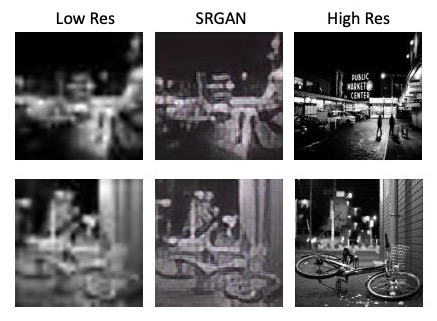 Low Res
SRGAN
High Res
PUBLIC
MARKET
CENTER